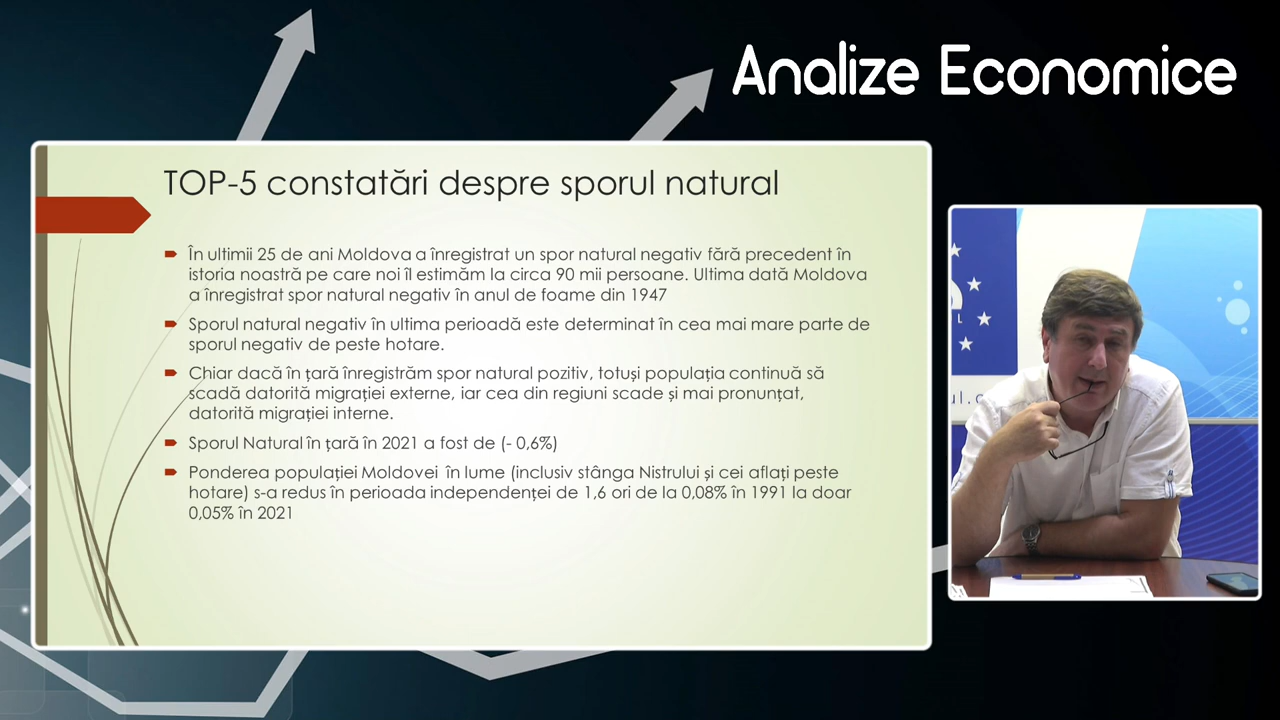 Analize Economice
TOP-5 constatări despre sporul natural
În ultimii 25 de ani Moldova a înregistrat un spor natural negativ fără precedent în
istoria noastră pe care noi îl estimăm la circa 90 mii persoane. Ultima dată Moldova
a înregistrat spor natural negativ în anul de foame din 1947
Sporul natural negativ în ultima perioadă este determinat în cea mai mare parte de
sporul negativ de peste hotare.
Chiar dacă în țară înregistrăm spor natural pozitiv, totuși populația continuă să
scadă datorită migrației externe, iar cea din regiuni scade și mai pronunțat,
datorită migrației interne.
Sporul Natural în țară în 2021 a fost de (- 0,6%)
Ponderea populației Moldovei în lume (inclusiv stânga Nistrului și cei aflați peste
hotare) s-a redus în perioada independenței de 1,6 ori de la 0,08% în 1991 la doar
0,05% în 2021